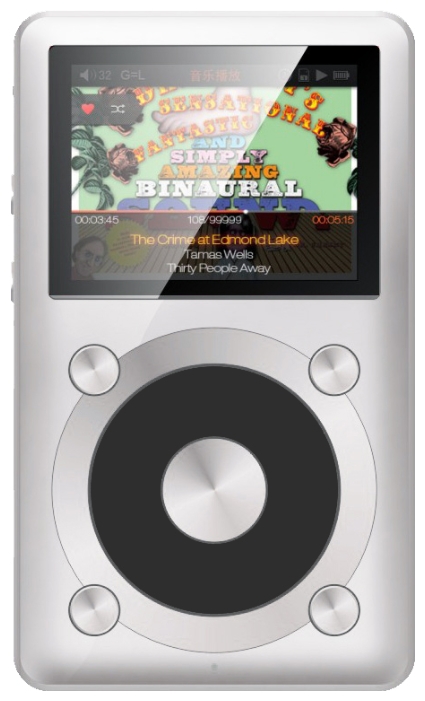 32 G=L 音乐播放
SENSATIONAL
FANTASTIC
AND
SIMPLY
AMAZING
BINAURAL
SOUND
00:03:45 108/99999 00:05:15
The Crime at Edmond Lake
Tamas Wells
Thirty People Away